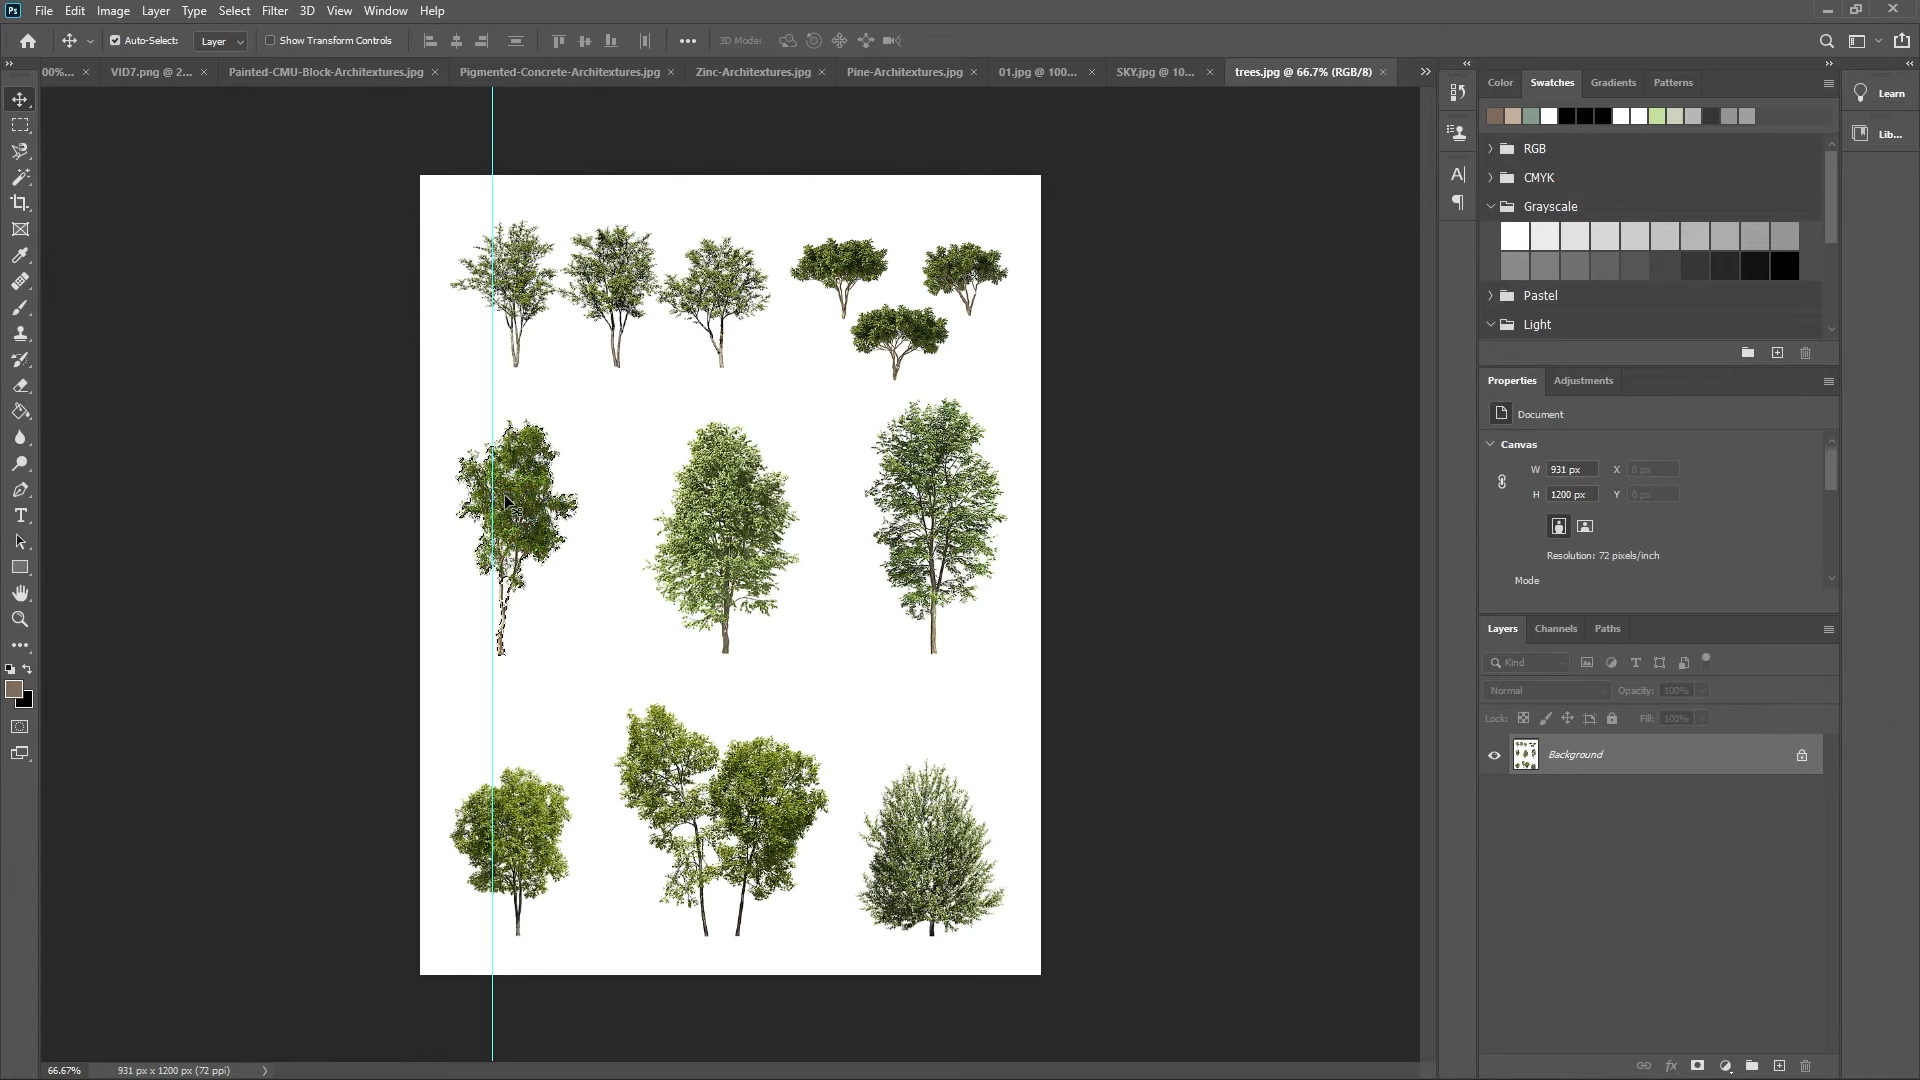 Ps File Edit Image Layer Type Select Filter 3D View Window Help
Auto-Select: Layer Show Transform Controls 3D Mode:
00%... VID7.png @ 2... Painted-CMU-Block-Architextures.jpg Pigmented-Concrete-Architextures.jpg Zinc-Architextures.jpg Pine-Architextures.jpg 01.jpg @ 100... SKY.jpg @ 10... trees.jpg @ 66.7% (RGB/8)
Color Swatches Gradients Patterns
Learn
Lib...
RGB
CMYK
Grayscale
Pastel
Light
Properties Adjustments
Document
Canvas
W 931 px X 0 px
H 1200 px Y 0 px
Resolution: 72 pixels/inch
Mode
Layers Channels Paths
Kind
Normal Opacity: 100%
Lock: Fill: 100%
Background
66.67% 931 px x 1200 px (72 ppi)